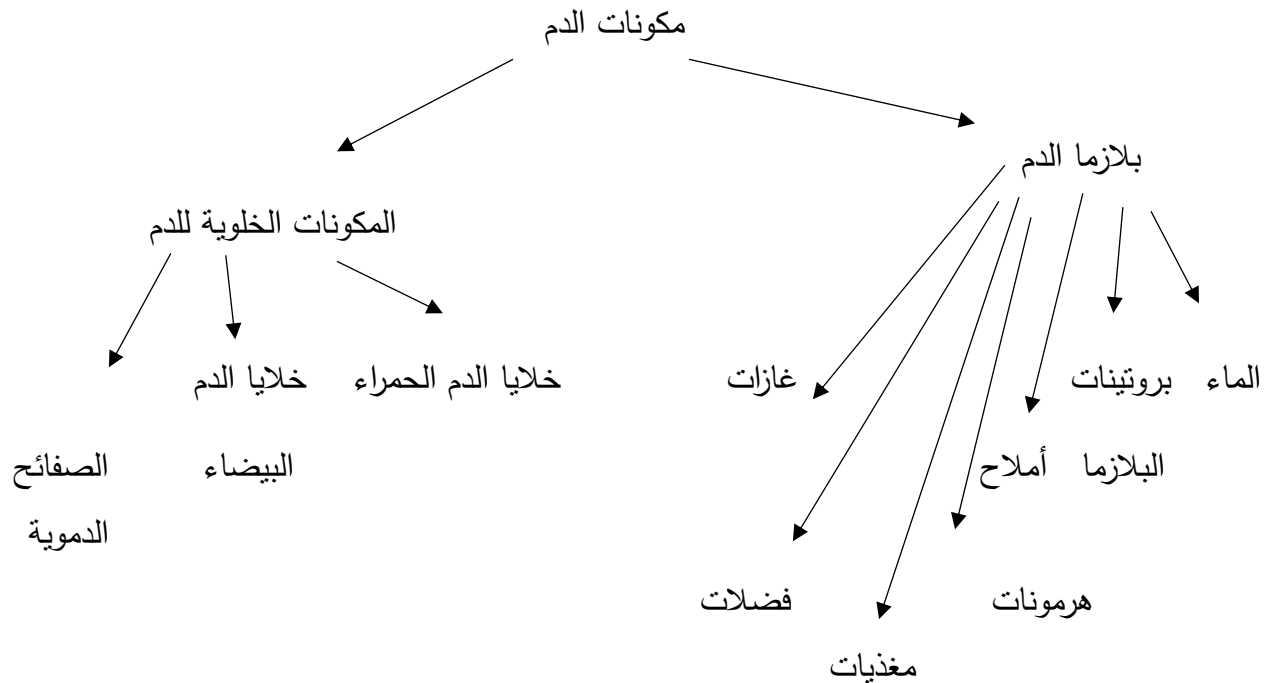 مكونات الدم
بلازما الدم
المكونات الخلوية للدم
الماء
بروتينات
البلازما
أملاح
هرمونات
مغذيات
فضلات
غازات
خلايا الدم الحمراء
خلايا الدم
البيضاء
الصفائح
الدموية